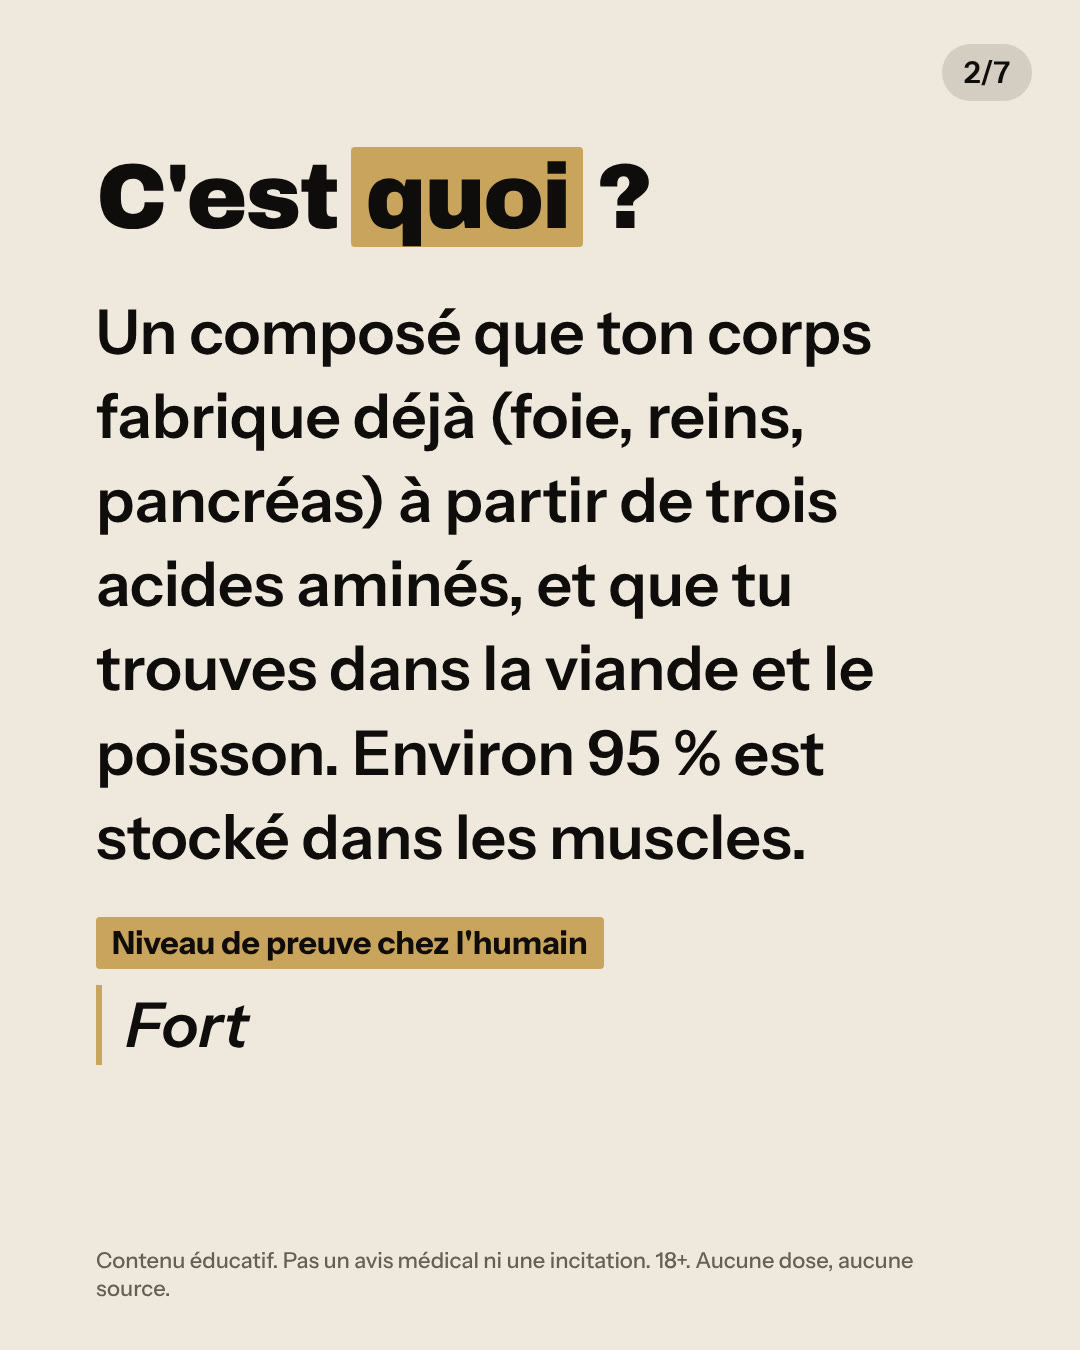 2/7
C'est quoi ?
Un composé que ton corps
fabrique déjà (foie, reins,
pancréas) à partir de trois
acides aminés, et que tu
trouves dans la viande et le
poisson. Environ 95 % est
stocké dans les muscles.
Niveau de preuve chez l'humain
Fort
Contenu éducatif. Pas un avis médical ni une incitation. 18+. Aucune dose, aucune
source.